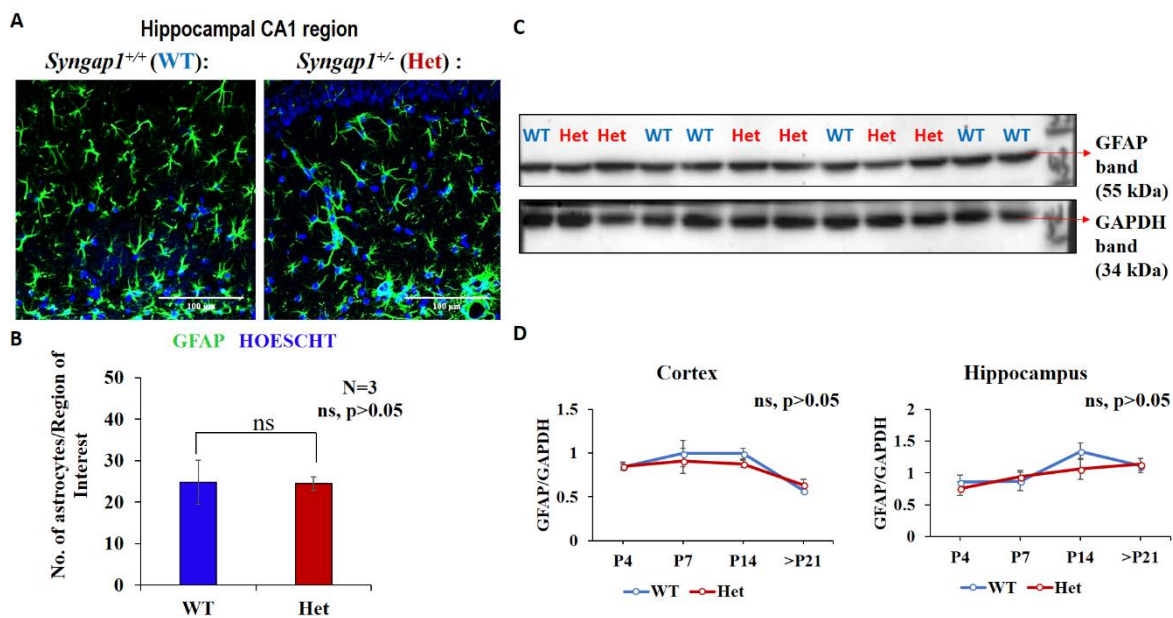 A
Hippocampal CA1 region
Syngap1+/+ (WT):
Syngap1+/- (Het) :
100 µm
100 µm
GFAP HOESCHT
B
No. of astrocytes/Region of
Interest
50
40
30
20
10
0
N=3
ns, p>0.05
ns
WT
Het
C
WT Het Het WT WT Het Het WT Het Het WT WT
GFAP
band
(55 kDa)
GAPDH
band
(34 kDa)
D
Cortex
ns, p>0.05
GFAP/GAPDH
1.5
1
0.5
0
P4 P7 P14 >P21
WT Het
Hippocampus
ns, p>0.05
GFAP/GAPDH
2
1.5
1
0.5
0
P4 P7 P14 >P21
WT Het